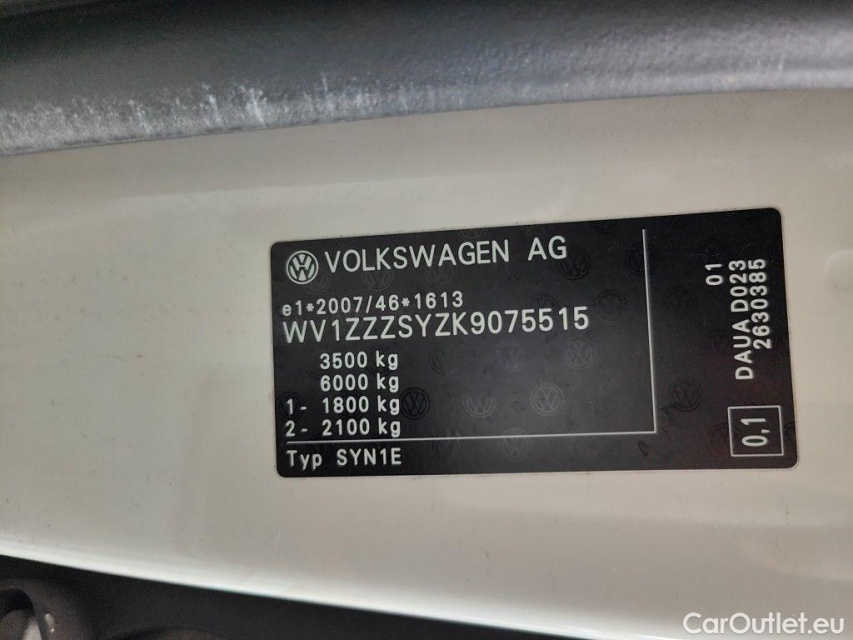 VOLKSWAGEN AG
e1*2007/46*1613
WV1ZZZSYZK9075515
3500 kg
6000 kg
1- 1800 kg
2- 2100 kg
Typ SYN1E
01
DAUA D023
2630385
0,1
CarOutlet.eu